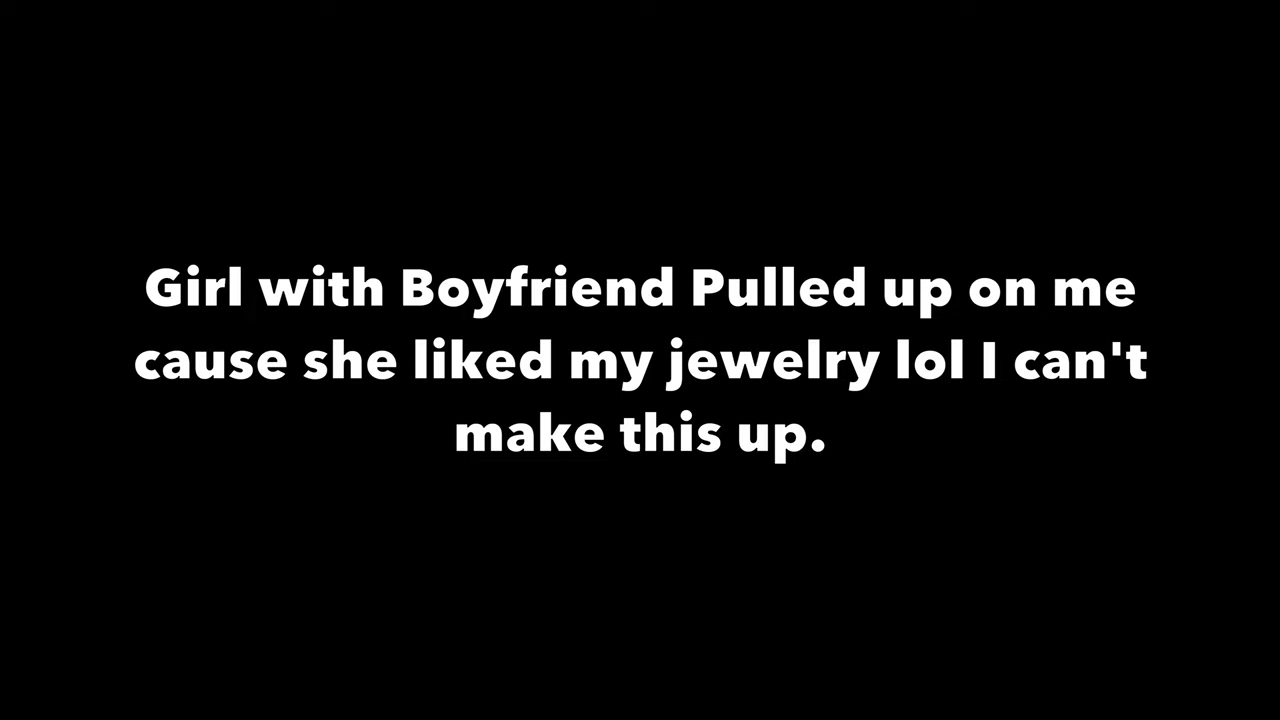 Girl with Boyfriend Pulled up on me
cause she liked my jewelry lol I can't
make this up.